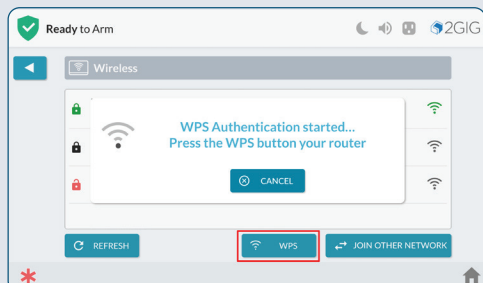 Ready to Arm
2GIG
Wireless
WPS Authentication started...
Press the WPS button your router
CANCEL
REFRESH
WPS
JOIN OTHER NETWORK